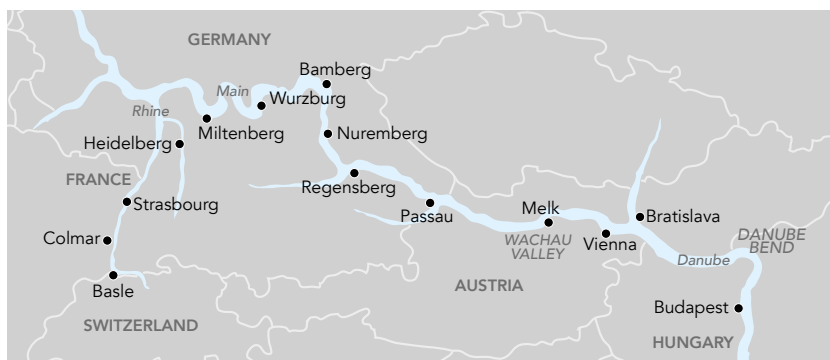 GERMANY
Bamberg
Main
Wurzburg
Rhine
Miltenberg
Nuremberg
Heidelberg
FRANCE
Regensberg
Strasbourg
Passau
Melk
Bratislava
Colmar
WACHAU
VALLEY
Vienna
DANUBE
BEND
Danube
Basle
AUSTRIA
Budapest
SWITZERLAND
HUNGARY